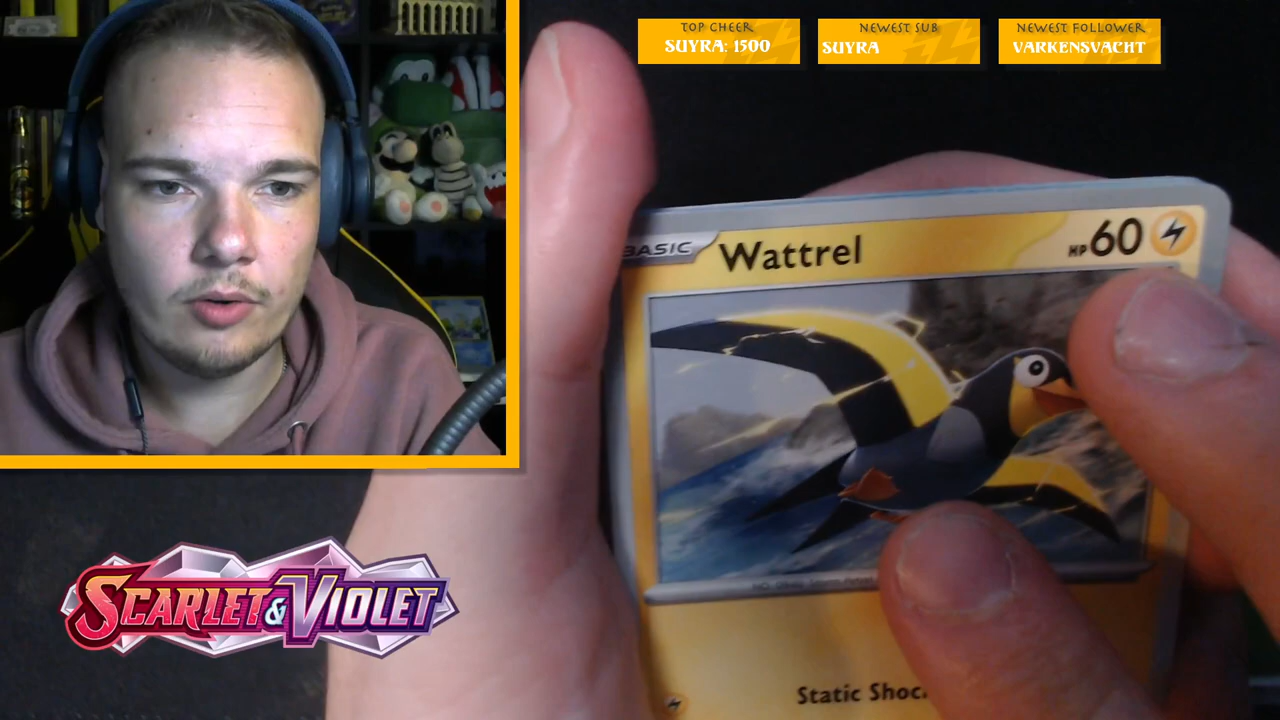 TOP CHEER
SUYRA: 1500
NEWEST SUB
SUYRA
NEWEST FOLLOWER
VARKENSVACHT
BASIC Wattrel HP 60
Static Shoc
SCARLET & VIOLET